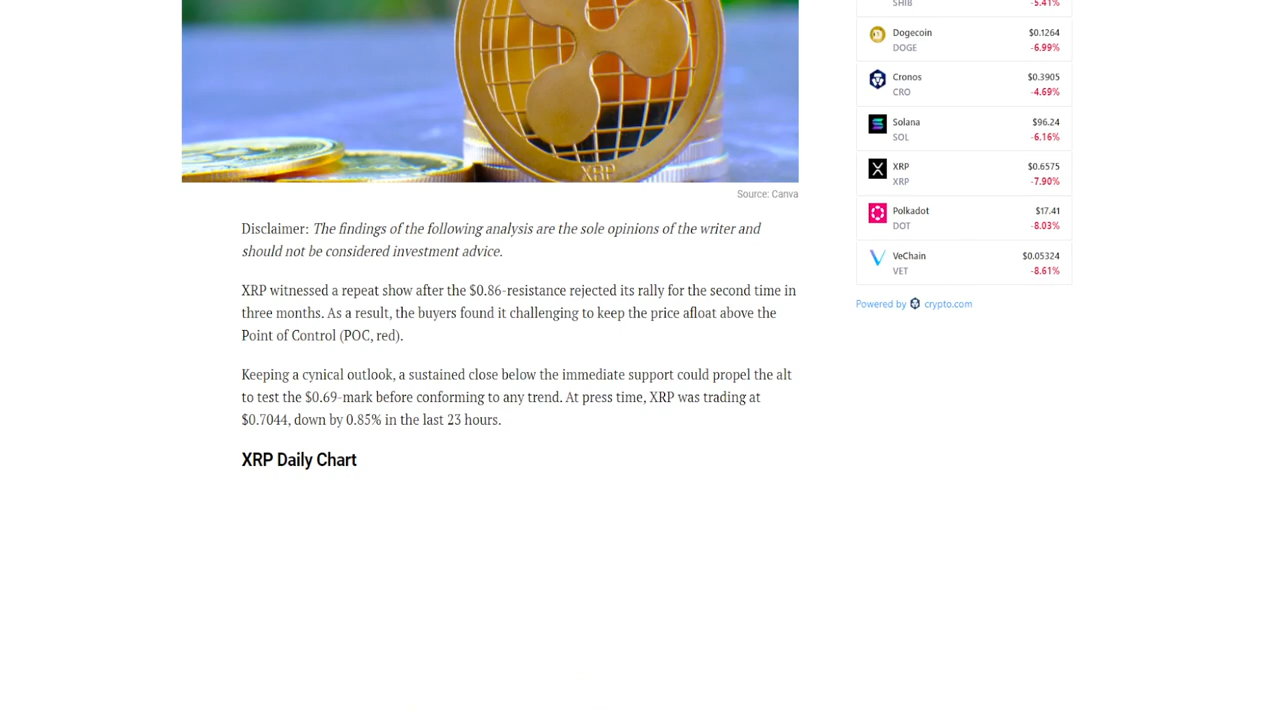 SHIB
-5.41%
Dogecoin
$0.1264
DOGE
-6.99%
Cronos
$0.3905
CRO
-4.69%
Solana
$96.24
SOL
-6.16%
XRP
$0.6575
XRP
-7.90%
Polkadot
$17.41
DOT
-8.03%
VeChain
$0.05324
VET
-8.61%
Powered by crypto.com
XRP
Source: Canva
Disclaimer: The findings of the following analysis are the sole opinions of the writer and
should not be considered investment advice.
XRP witnessed a repeat show after the $0.86-resistance rejected its rally for the second time in
three months. As a result, the buyers found it challenging to keep the price afloat above the
Point of Control (POC, red).
Keeping a cynical outlook, a sustained close below the immediate support could propel the alt
to test the $0.69-mark before conforming to any trend. At press time, XRP was trading at
$0.7044, down by 0.85% in the last 23 hours.
XRP Daily Chart